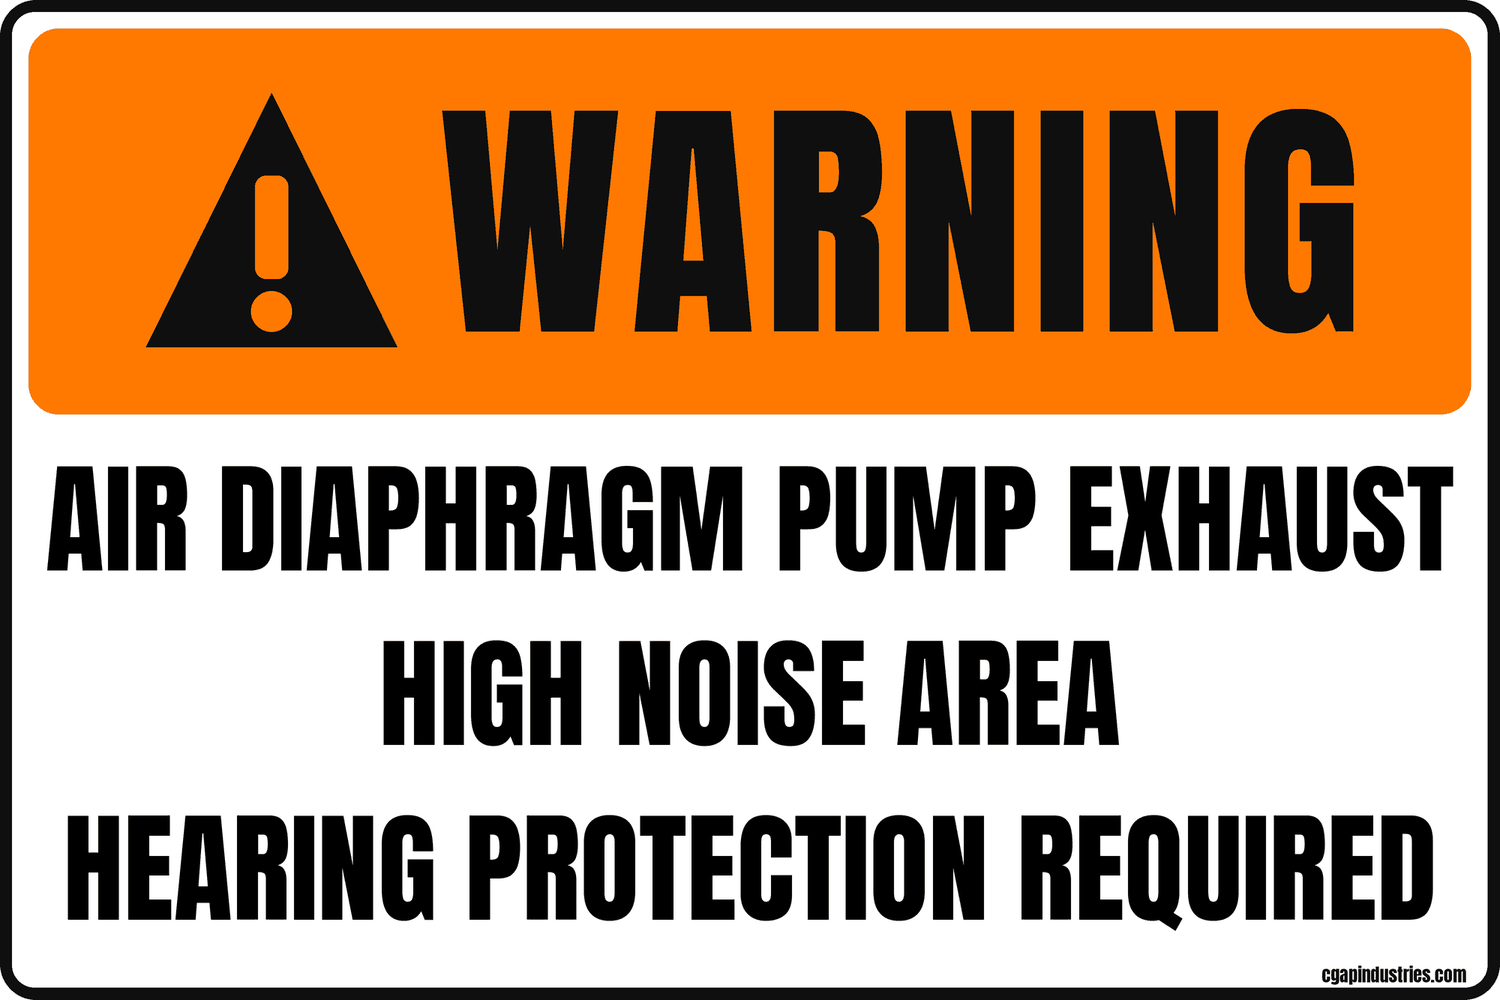 WARNING
AIR DIAPHRAGM PUMP EXHAUST
HIGH NOISE AREA
HEARING PROTECTION REQUIRED
cgapindustries.com